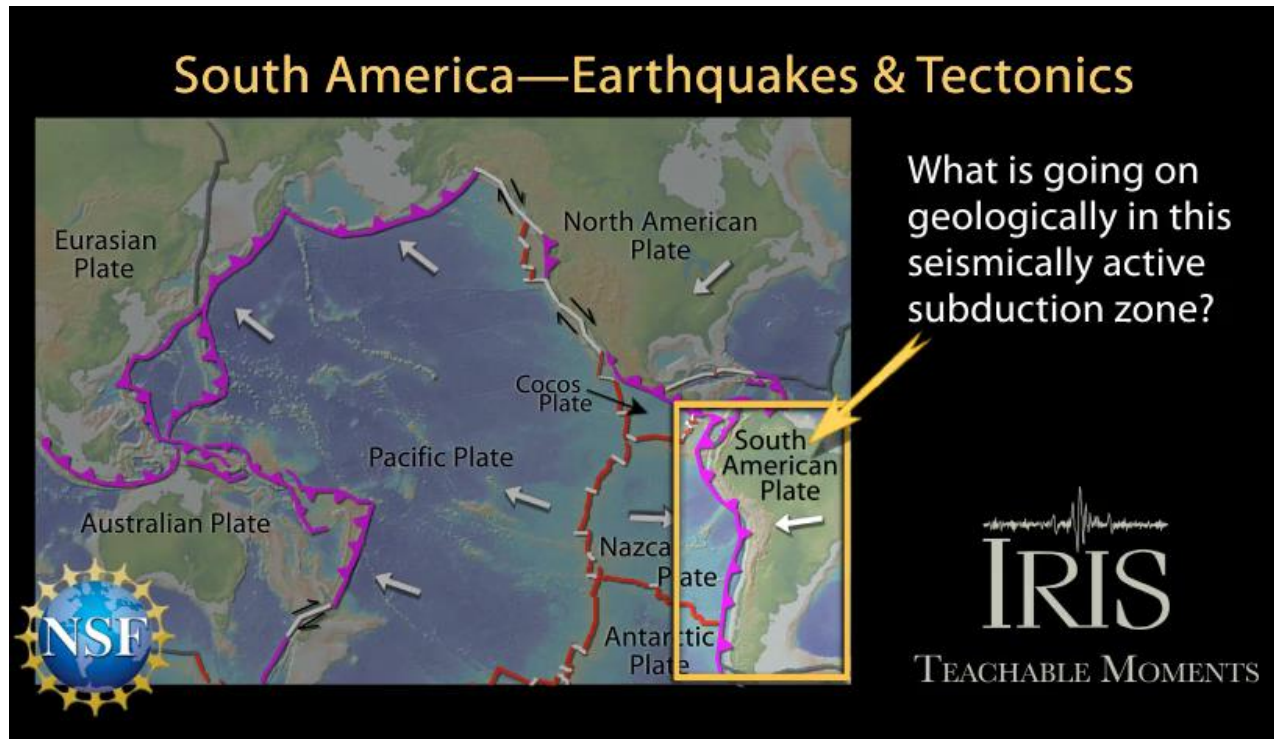 South America—Earthquakes & Tectonics
What is going on
geologically in this
seismically active
subduction zone?
Eurasian
Plate
North American
Plate
Cocos
Plate
Pacific Plate
South
American
Plate
Australian Plate
Nazca
Plate
Antarctic
Plate
NSF
IRIS
TEACHABLE MOMENTS